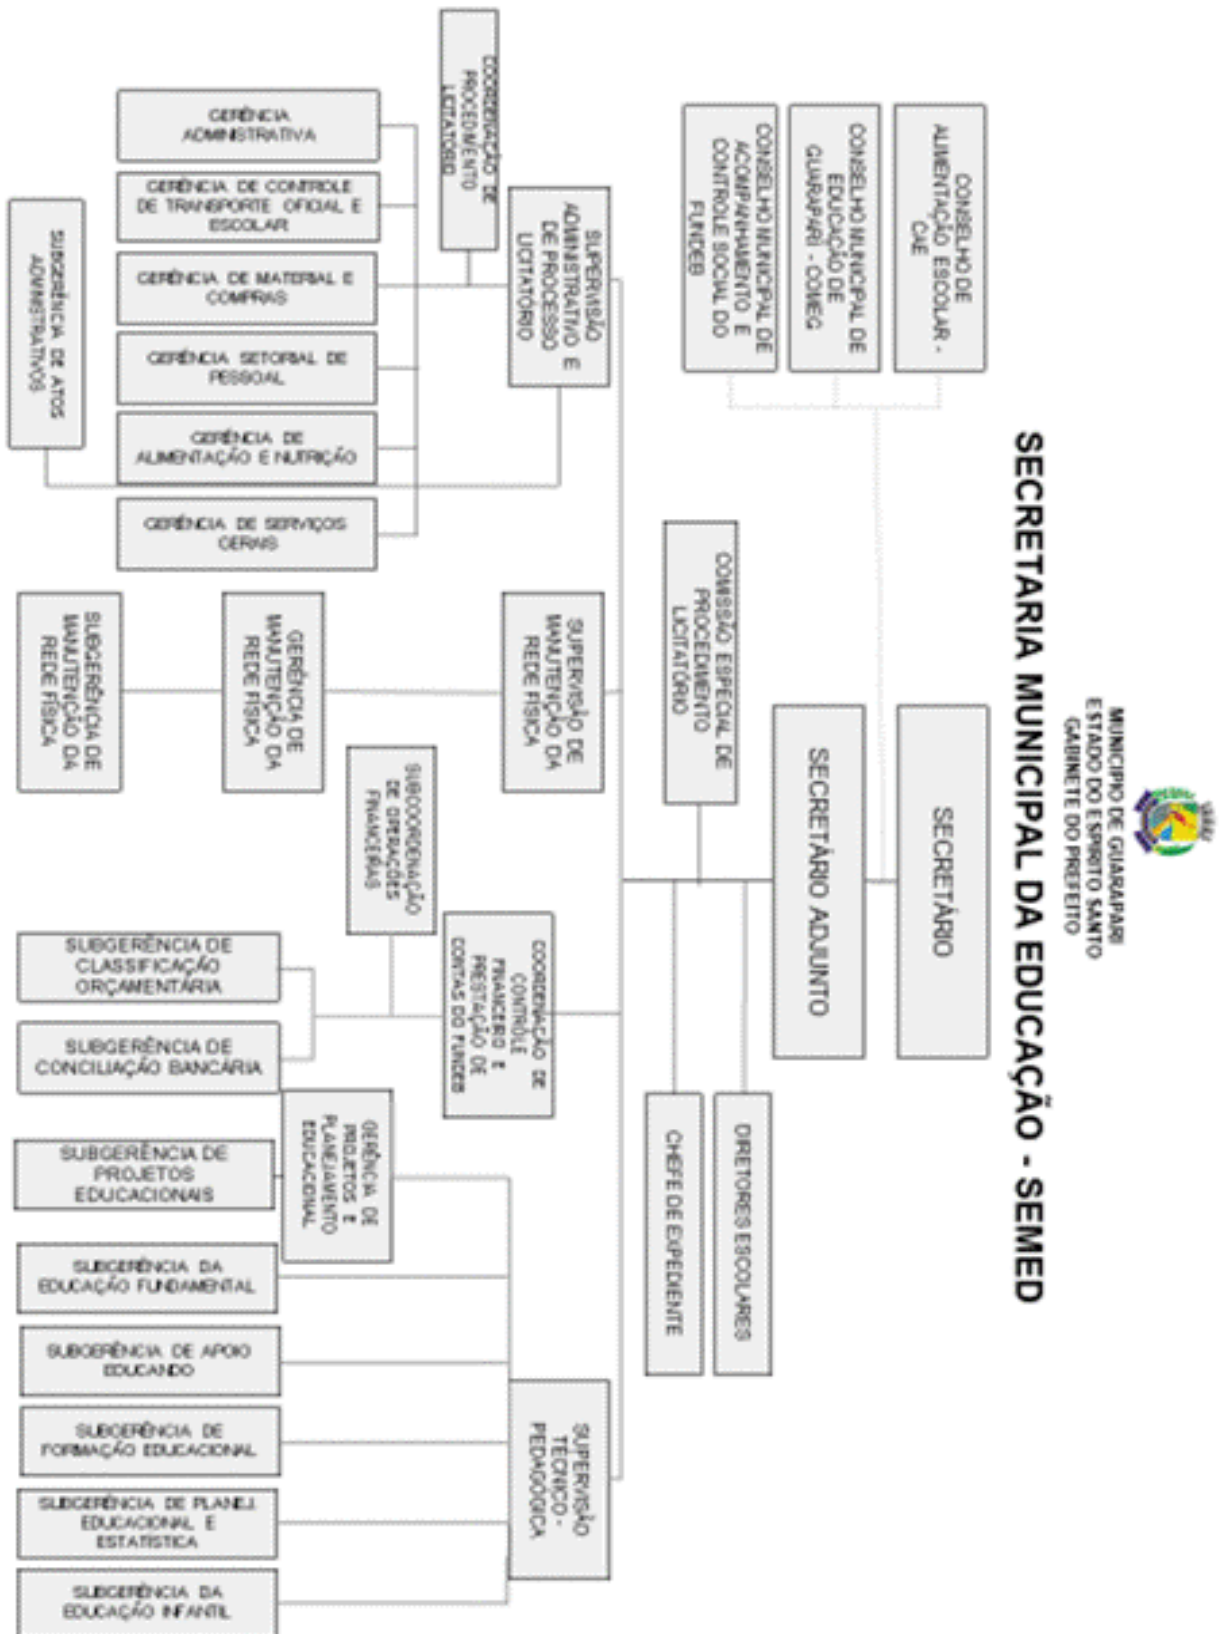 MUNICIPIO DE GUARAPARI
ESTADO DO ESPIRITO SANTO
GABINETE DO PREFEITO
SECRETARIA MUNICIPAL DA EDUCAÇÃO - SEMED
SECRETÁRIO
CONSELHO DE
ALIMENTAÇÃO ESCOLAR -
CAE
CONSELHO MUNICIPAL DE
EDUCAÇÃO DE
GUARAPARI - COMEG
CONSELHO MUNICIPAL DE
ACOMPANHAMENTO E
CONTROLE SOCIAL DO
FUNDEB
SECRETÁRIO ADJUNTO
COMISSÃO ESPECIAL DE
PROCEDIMENTO
LICITATÓRIO
DIRETORES ESCOLARES
CHEFE DE EXPEDIENTE
SUPERVISÃO
ADMINISTRATIVO E
DE PROCESSO
LICITATÓRIO
COORDENAÇÃO DE
PROCEDIMENTO
LICITATÓRIO
GERÊNCIA
ADMINISTRATIVA
GERÊNCIA DE CONTROLE
DE TRANSPORTE OFICIAL E
ESCOLAR
GERÊNCIA DE MATERIAL E
COMPRAS
GERÊNCIA SETORIAL DE
PESSOAL
GERÊNCIA DE
ALIMENTAÇÃO E NUTRIÇÃO
GERÊNCIA DE SERVIÇOS
GERAIS
SUBGERÊNCIA DE ATOS
ADMINISTRATIVOS
SUPERVISÃO DE
MANUTENÇÃO DA
REDE FÍSICA
GERÊNCIA DE
MANUTENÇÃO DA
REDE FÍSICA
SUBGERÊNCIA DE
MANUTENÇÃO DA
REDE FÍSICA
COORDENAÇÃO DE
CONTRÔLE
FINANCEIRO E
PRESTAÇÃO DE
CONTAS DO FUNDEB
SUBCOORDENAÇÃO
DE OPERAÇÕES
FINANCEIRAS
SUBGERÊNCIA DE
CLASSIFICAÇÃO
ORÇAMENTÁRIA
SUBGERÊNCIA DE
CONCILIAÇÃO BANCÁRIA
SUPERVISÃO
TÉCNICO -
PEDAGÓGICA
GERÊNCIA DE
PROJETOS E
PLANEJAMENTO
EDUCACIONAL
SUBGERÊNCIA DE
PROJETOS
EDUCACIONAIS
SUBGERÊNCIA DA
EDUCAÇÃO FUNDAMENTAL
SUBGERÊNCIA DE APOIO
EDUCANDO
SUBGERÊNCIA DE
FORMAÇÃO EDUCACIONAL
SUBGERÊNCIA DE PLANEJ.
EDUCACIONAL E
ESTATÍSTICA
SUBGERÊNCIA DA
EDUCAÇÃO INFANTIL